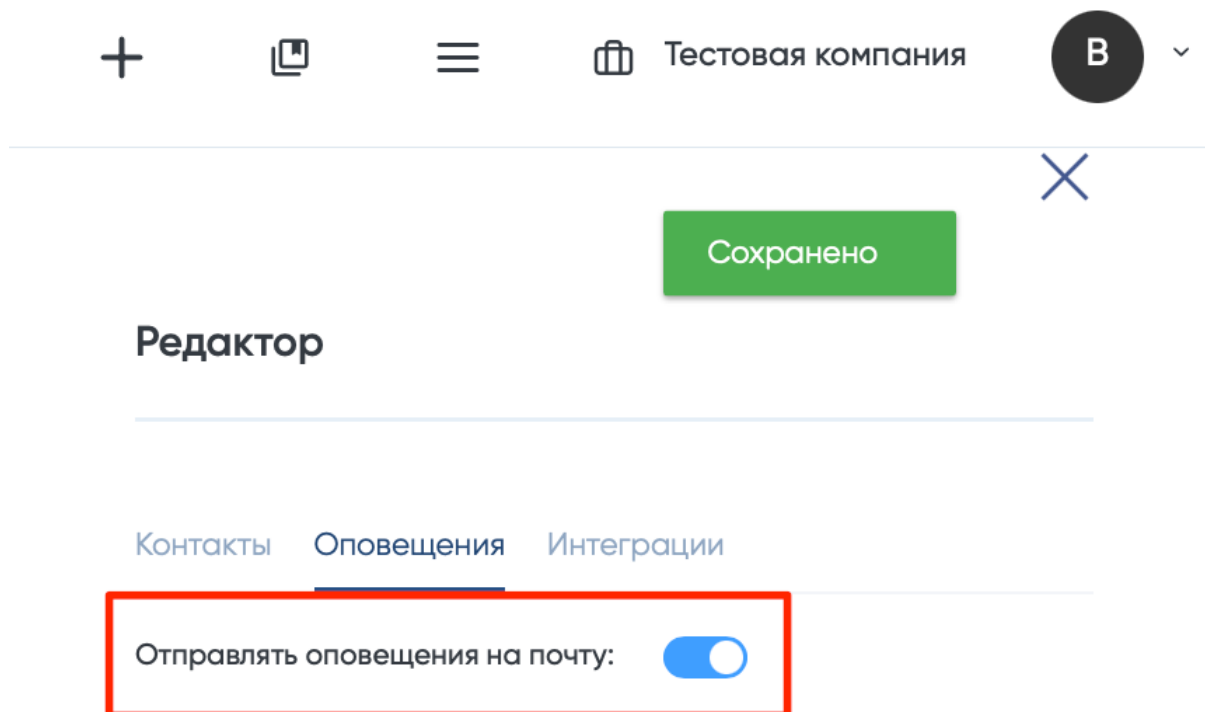 Тестовая компания
В
Сохранено
Редактор
Контакты Оповещения Интеграции
Отправлять оповещения на почту: